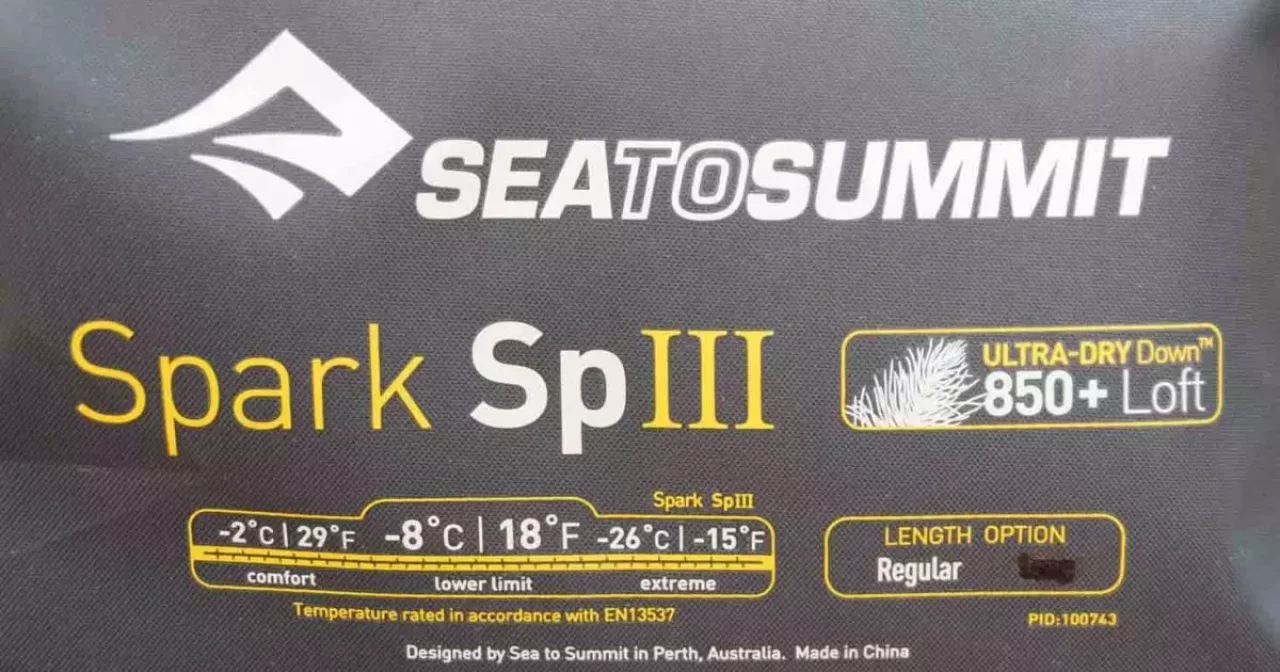 SEATOSUMMIT
Spark SpIII
ULTRA-DRY Down™
850+ Loft
Spark SpIII
-2°C | 29°F -8°C | 18°F -26°C | -15°F
comfort lower limit extreme
Temperature rated in accordance with EN13537
LENGTH OPTION
Regular
PID:100743
Designed by Sea to Summit in Perth, Australia. Made in China